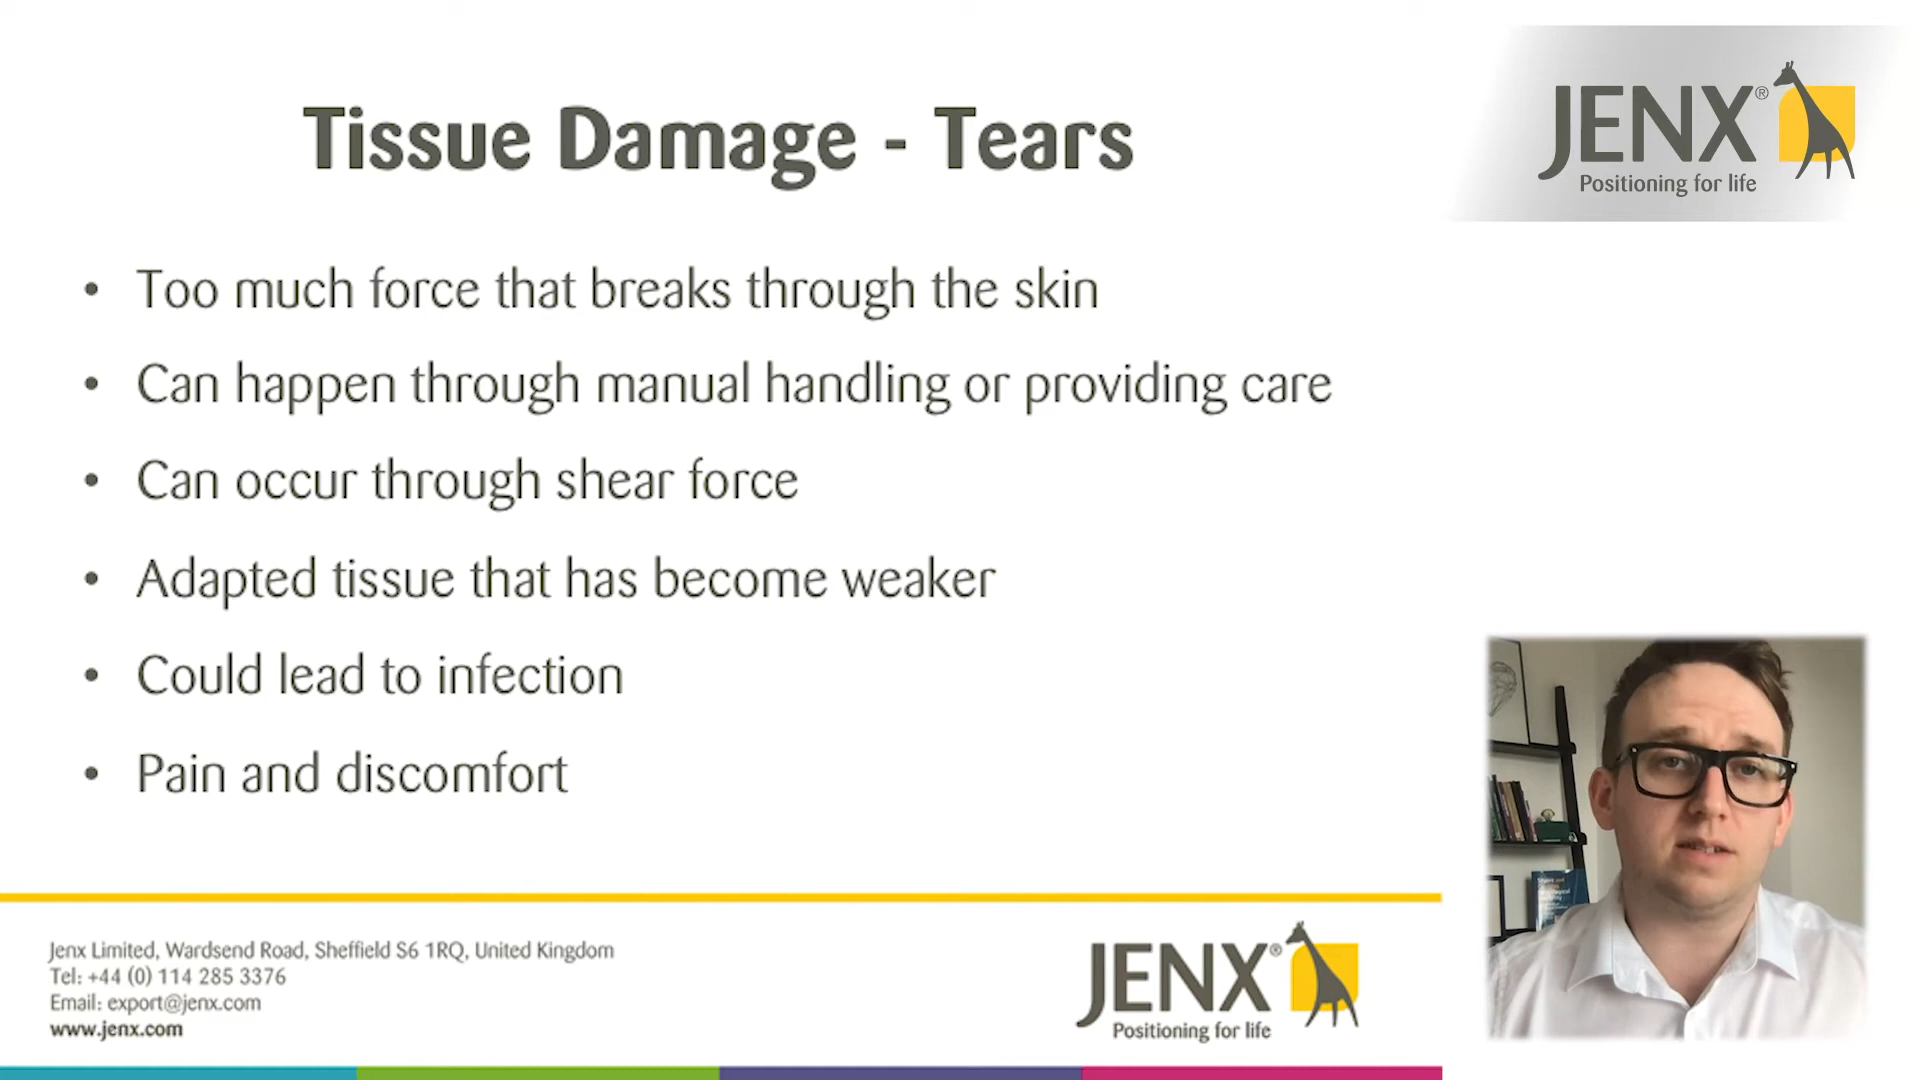 Tissue Damage - Tears
JENX®
Positioning for life
• Too much force that breaks through the skin
• Can happen through manual handling or providing care
• Can occur through shear force
• Adapted tissue that has become weaker
• Could lead to infection
• Pain and discomfort
Jenx Limited, Wardsend Road, Sheffield S6 1RQ, United Kingdom
Tel: +44 (0) 114 285 3376
Email: export@jenx.com
www.jenx.com
JENX®
Positioning for life